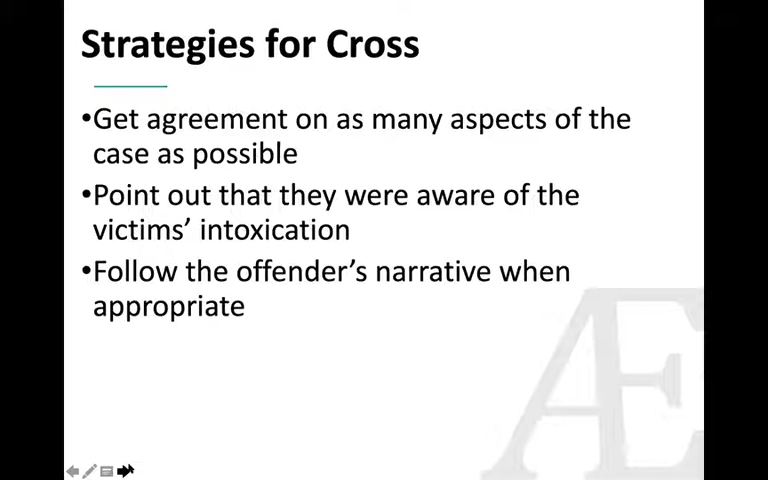 Strategies for Cross
•Get agreement on as many aspects of the
case as possible
•Point out that they were aware of the
victims’ intoxication
•Follow the offender’s narrative when
appropriate
Æ